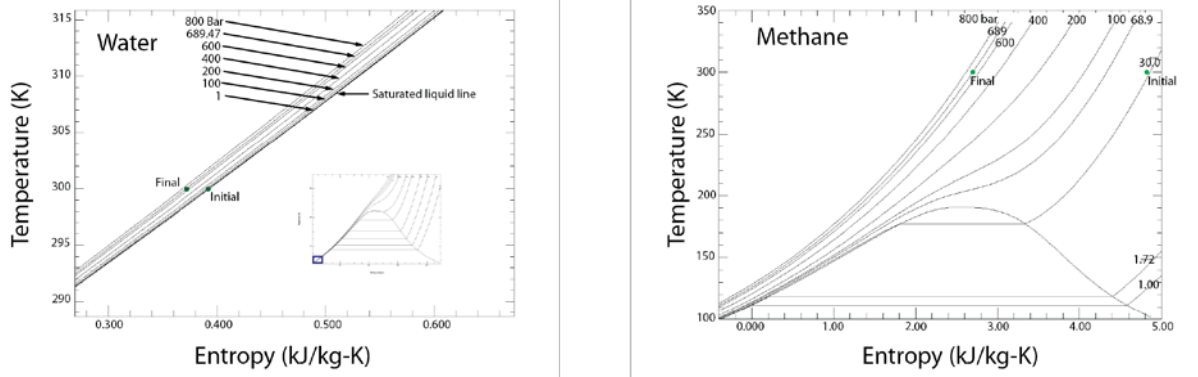 Water
800 Bar
689.47
600
400
200
100
1
Saturated liquid line
Final
Initial
Temperature (K)
315
310
305
300
295
290
0.300 0.400 0.500 0.600
Entropy (kJ/kg-K)
Methane
800 bar 400 200 100 68.9
689
600
30.0
Final
Initial
1.72
1.00
Temperature (K)
350
300
250
200
150
100
0.000 1.00 2.00 3.00 4.00 5.00
Entropy (kJ/kg-K)